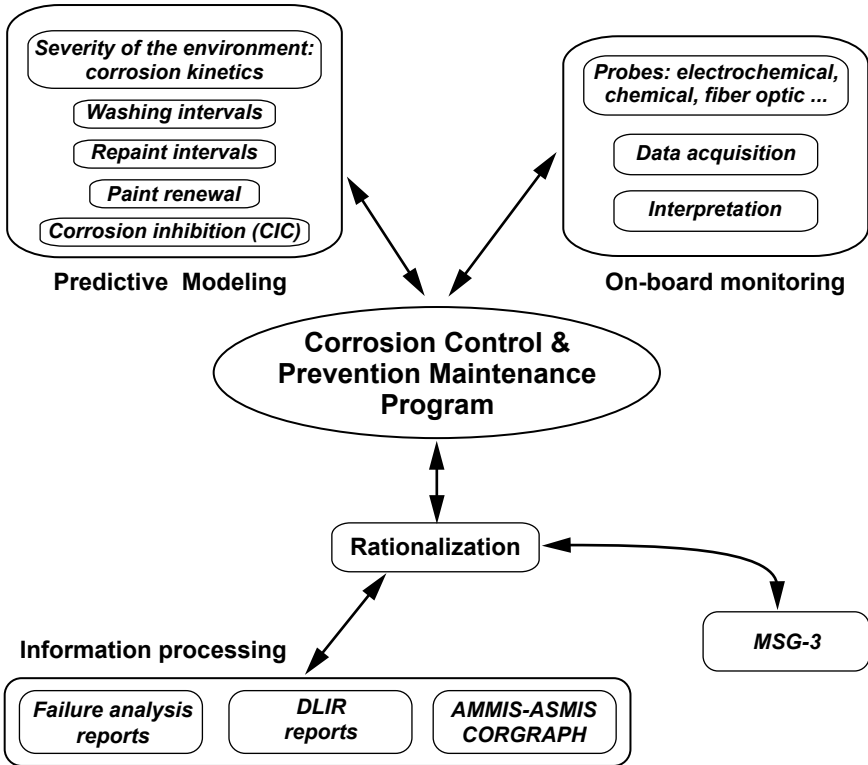 Severity of the environment:
corrosion kinetics
Washing intervals
Repaint intervals
Paint renewal
Corrosion inhibition (CIC)
Predictive Modeling
Probes: electrochemical,
chemical, fiber optic ...
Data acquisition
Interpretation
On-board monitoring
Corrosion Control &
Prevention Maintenance
Program
Rationalization
MSG-3
Information processing
Failure analysis
reports
DLIR
reports
AMMIS-ASMIS
CORGRAPH